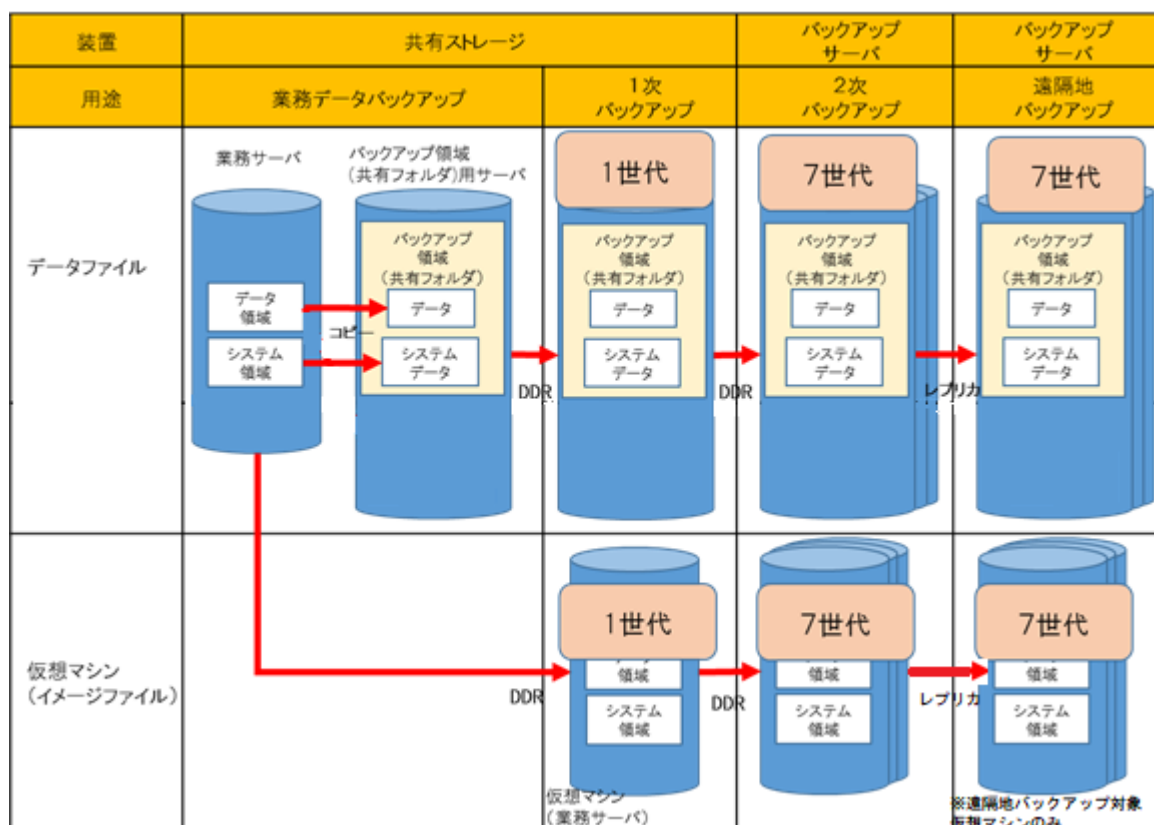 装置
共有ストレージ
バックアップ
サーバ
バックアップ
サーバ
用途
業務データバックアップ
1次
バックアップ
2次
バックアップ
遠隔地
バックアップ
データファイル
業務サーバ
データ
領域
システム
領域
コピー
バックアップ領域
(共有フォルダ)用サーバ
バックアップ
領域
(共有フォルダ)
データ
システム
データ
DDR
1世代
バックアップ
領域
(共有フォルダ)
データ
システム
データ
DDR
7世代
バックアップ
領域
(共有フォルダ)
データ
システム
データ
レプリカ
7世代
バックアップ
領域
(共有フォルダ)
データ
システム
データ
仮想マシン
(イメージファイル)
DDR
1世代
領域
システム
領域
仮想マシン
(業務サーバ)
DDR
7世代
領域
システム
領域
レプリカ
7世代
領域
システム
領域
※遠隔地バックアップ対象
仮想マシンのみ